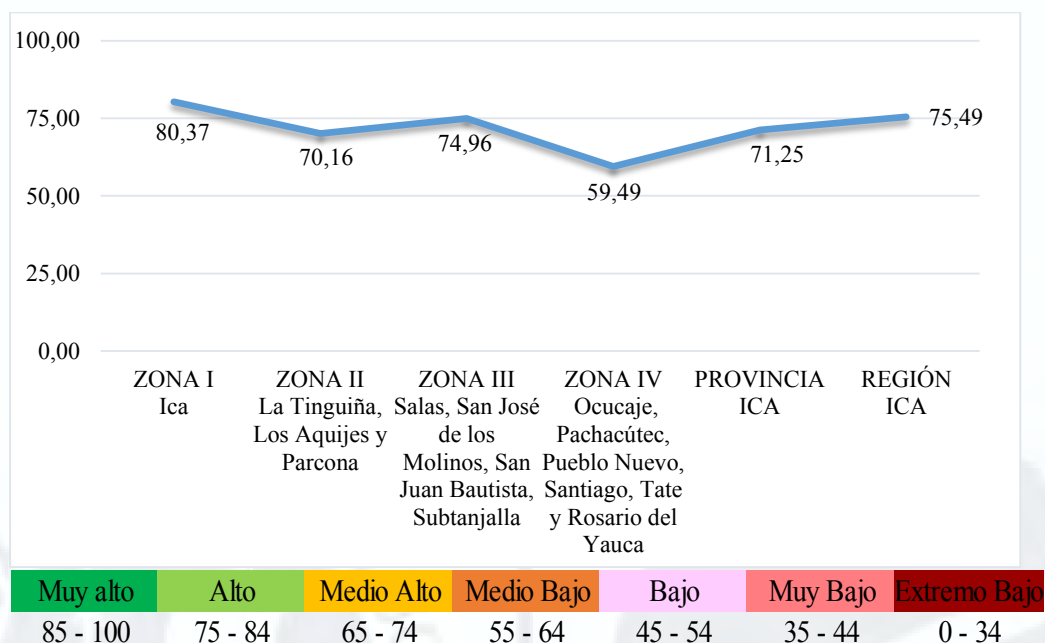 100,00
75,00
50,00
25,00
0,00
80,37
70,16
74,96
59,49
71,25
75,49
ZONA I
Ica
ZONA II
La Tinguiña,
Los Aquijes y
Parcona
ZONA III
Salas, San José
de los
Molinos, San
Juan Bautista,
Subtanjalla
ZONA IV
Ocucaje,
Pachacútec,
Pueblo Nuevo,
Santiago, Tate
y Rosario del
Yauca
PROVINCIA
ICA
REGIÓN
ICA
Muy alto Alto Medio Alto Medio Bajo Bajo Muy Bajo Extremo Bajo
85 - 100 75 - 84 65 - 74 55 - 64 45 - 54 35 - 44 0 - 34